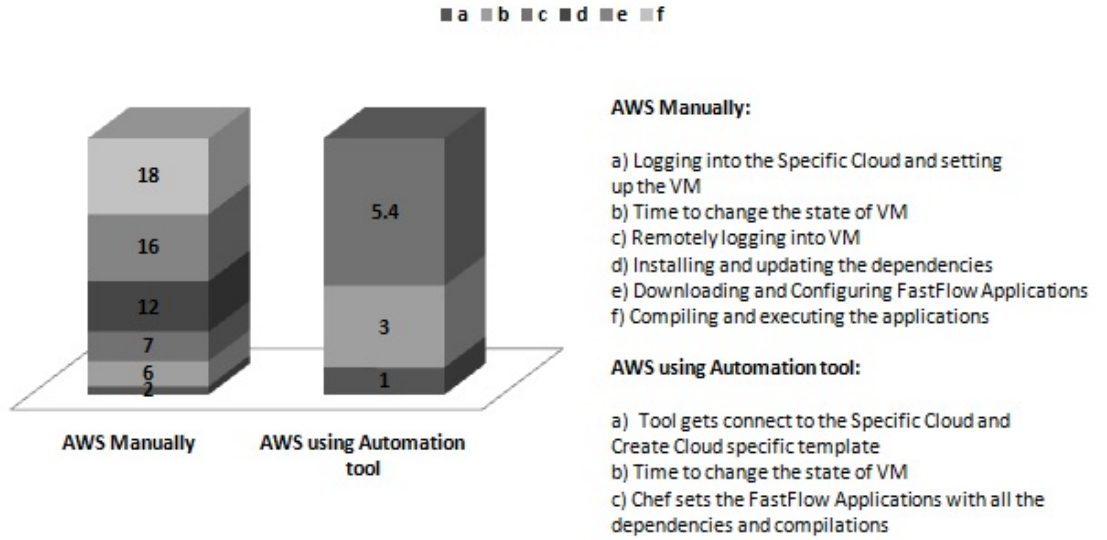 a b c d e f
AWS Manually:
a) Logging into the Specific Cloud and setting
up the VM
b) Time to change the state of VM
c) Remotely logging into VM
d) Installing and updating the dependencies
e) Downloading and Configuring FastFlow Applications
f) Compiling and executing the applications
AWS using Automation tool:
a) Tool gets connect to the Specific Cloud and
Create Cloud specific template
b) Time to change the state of VM
c) Chef sets the FastFlow Applications with all the
dependencies and compilations
18
16
12
7
6
2
5.4
3
1
AWS Manually
AWS using Automation
tool